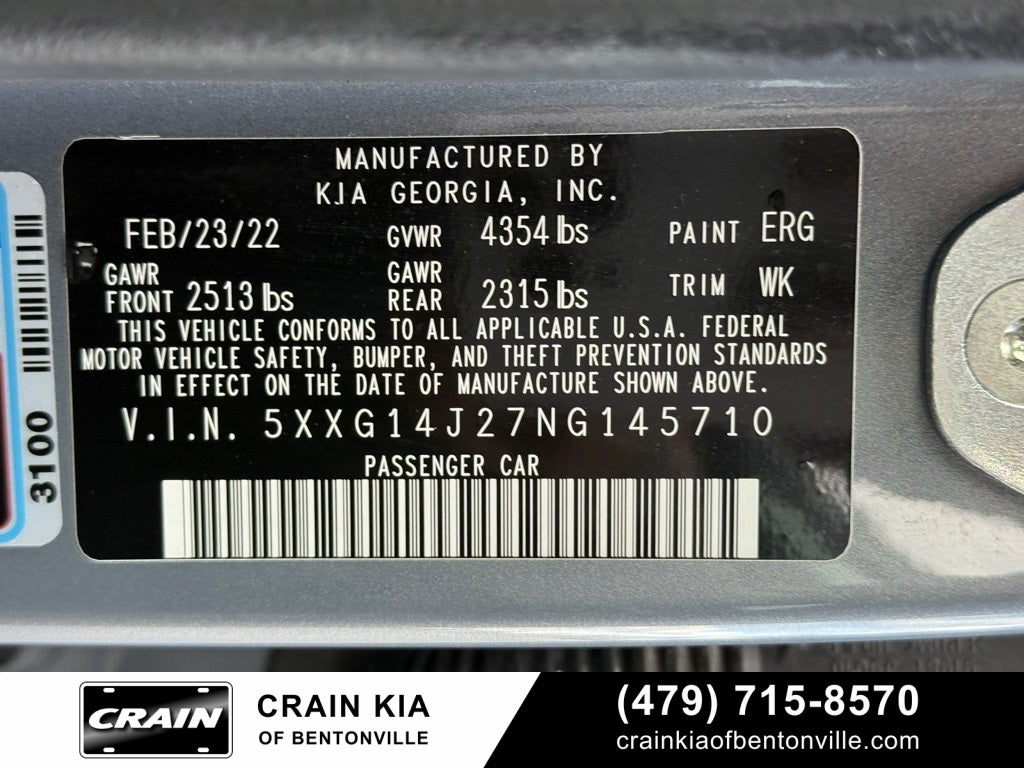 MANUFACTURED BY
KIA GEORGIA, INC.
FEB/23/22 GVWR 4354 lbs PAINT ERG
GAWR FRONT 2513 lbs GAWR REAR 2315 lbs TRIM WK
THIS VEHICLE CONFORMS TO ALL APPLICABLE U.S.A. FEDERAL
MOTOR VEHICLE SAFETY, BUMPER, AND THEFT PREVENTION STANDARDS
IN EFFECT ON THE DATE OF MANUFACTURE SHOWN ABOVE.
V.I.N. 5XXG14J27NG145710
PASSENGER CAR
3100
CRAIN
CRAIN KIA
OF BENTONVILLE
(479) 715-8570
crainkiaofbentonville.com